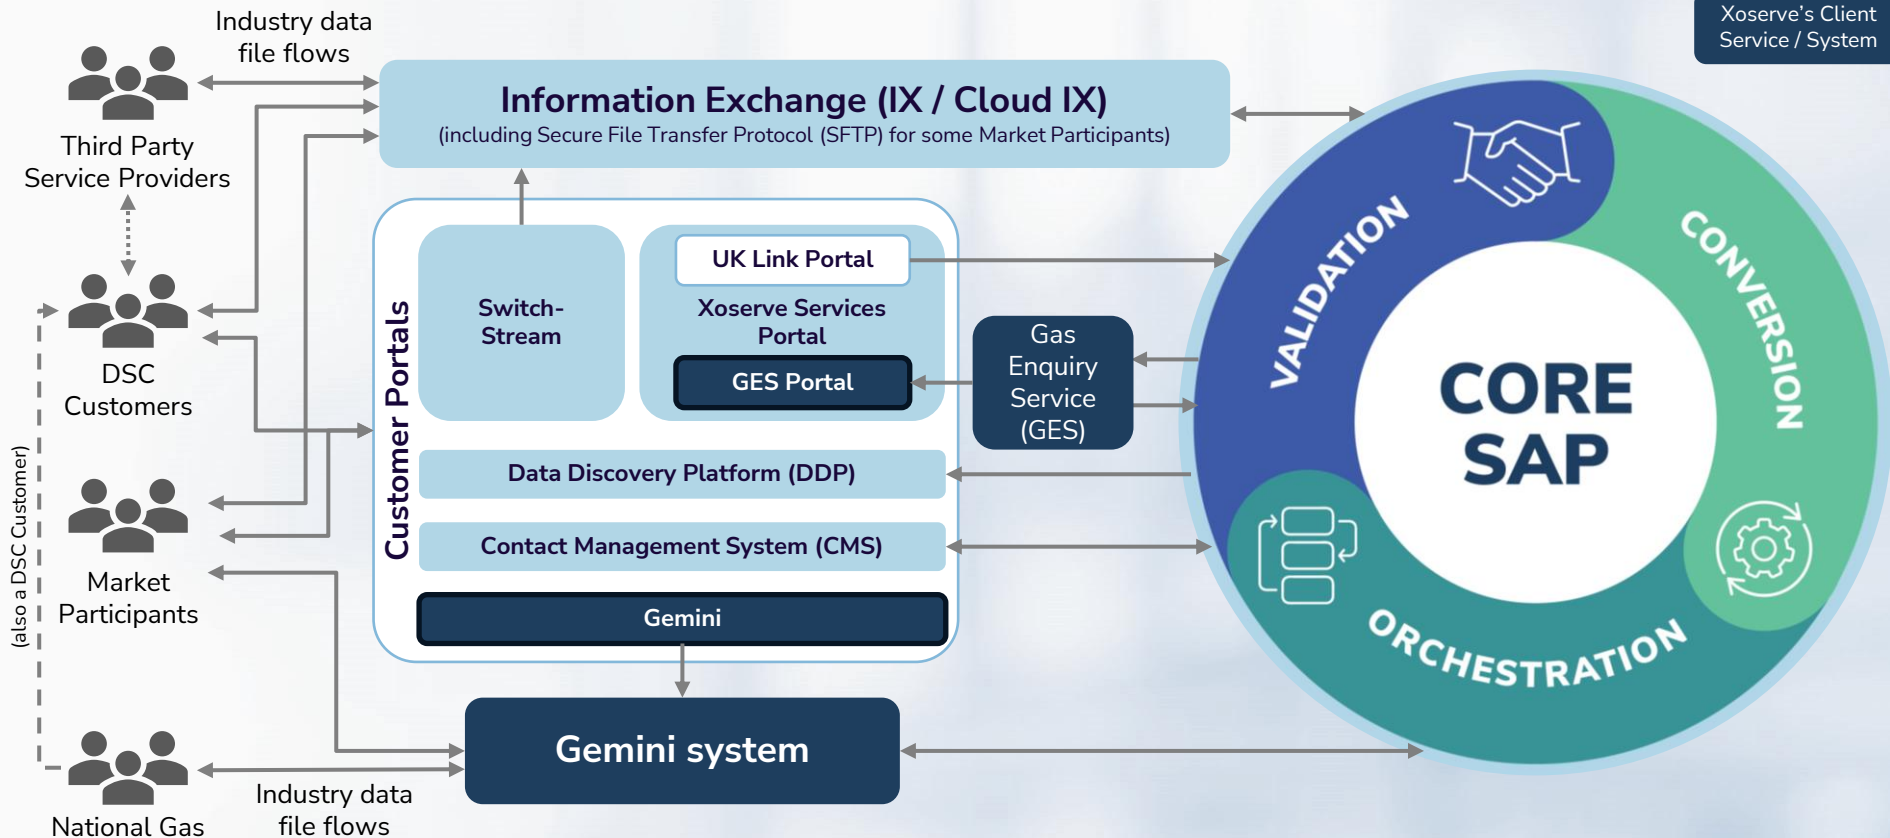 Xoserve’s Client
Service / System
Industry data
file flows
Third Party
Service Providers
Information Exchange (IX / Cloud IX)
(including Secure File Transfer Protocol (SFTP) for some Market Participants)
DSC
Customers
(also a DSC Customer)
Market
Participants
National Gas
Industry data
file flows
Customer Portals
Switch-
Stream
UK Link Portal
Xoserve Services
Portal
GES Portal
Gas
Enquiry
Service
(GES)
Data Discovery Platform (DDP)
Contact Management System (CMS)
Gemini
Gemini system
VALIDATION
CONVERSION
ORCHESTRATION
CORE
SAP